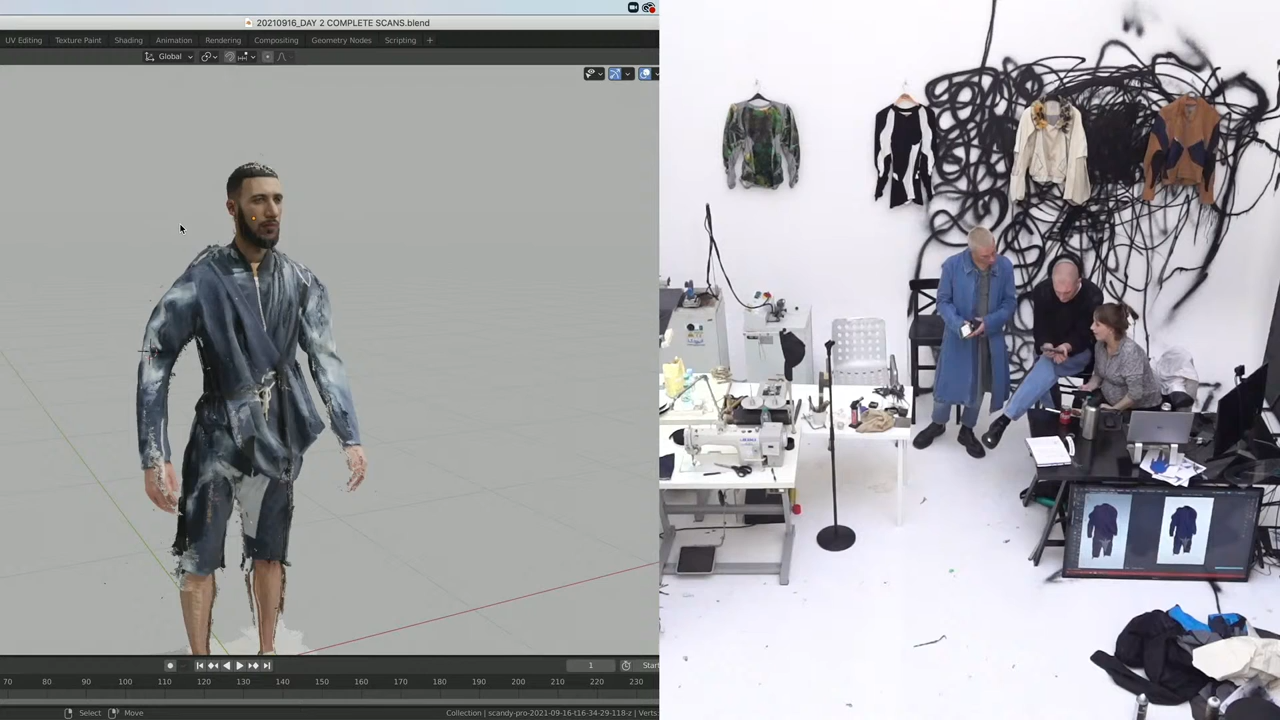 20210916_DAY 2 COMPLETE SCANS.blend
UV Editing Texture Paint Shading Animation Rendering Compositing Geometry Nodes Scripting +
Global
1 Start
70 80 90 100 110 120 130 140 150 160 170 180 190 200 210 220 230
Select Move Collection | scandy-pro-2021-09-16-t16-34-29-118-z | Verts:
JUKI